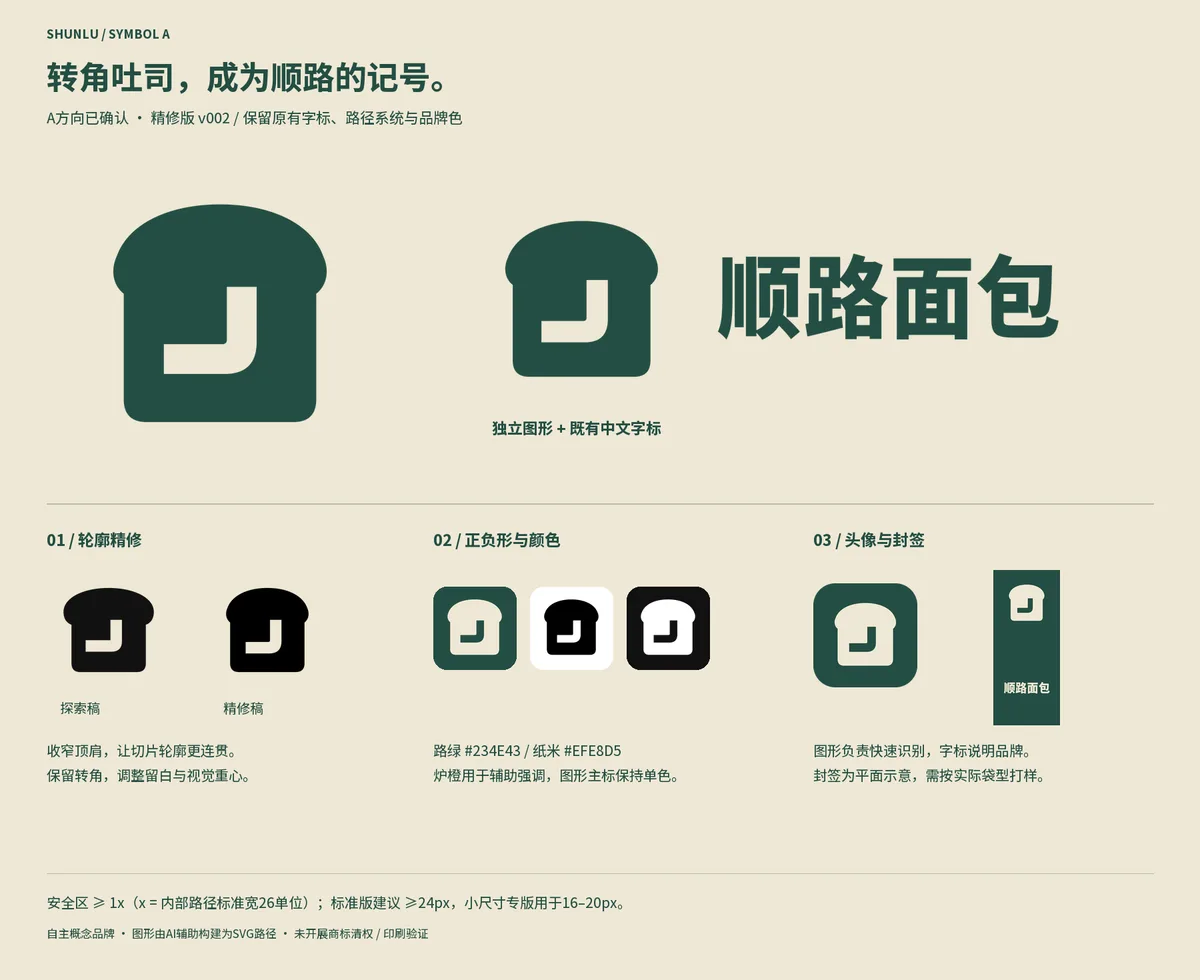 SHUNLU / SYMBOL A
转角吐司，成为顺路的记号。
A方向已确认 · 精修版 v002 / 保留原有字标、路径系统与品牌色
顺路面包
独立图形 + 既有中文字标
01 / 轮廓精修
探索稿
精修稿
收窄顶肩，让切片轮廓更连贯。
保留转角，调整留白与视觉重心。
02 / 正负形与颜色
路绿 #234E43 / 纸米 #EFE8D5
炉橙用于辅助强调，图形主标保持单色。
03 / 头像与封签
顺路面包
图形负责快速识别，字标说明品牌。
封签为平面示意，需按实际袋型打样。
安全区 ≥ 1x（x = 内部路径标准宽26单位）；标准版建议 ≥24px，小尺寸专版用于16–20px。
自主概念品牌 · 图形由AI辅助构建为SVG路径 · 未开展商标清权 / 印刷验证